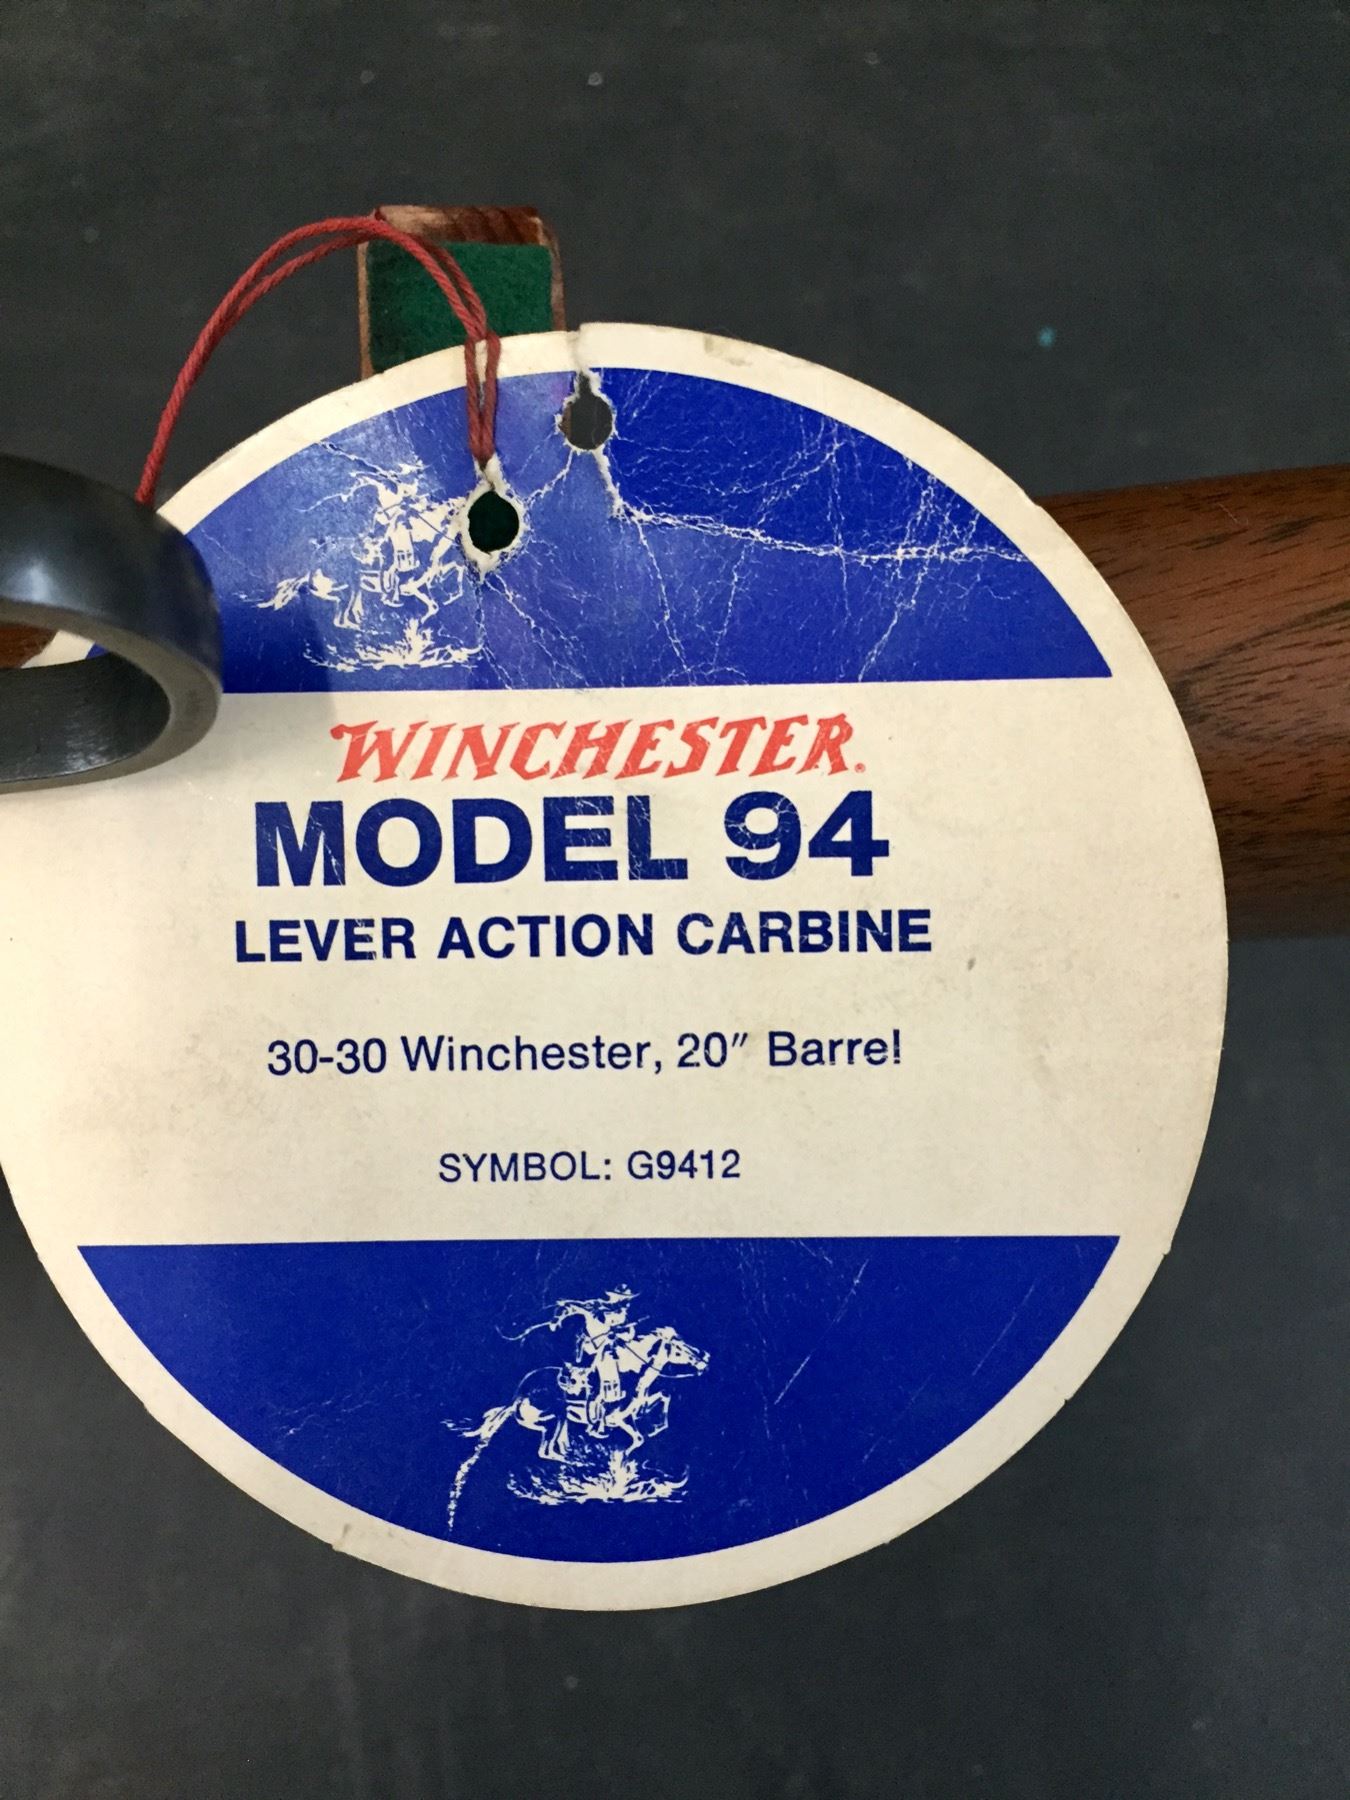 WINCHESTER®
MODEL 94
LEVER ACTION CARBINE
30-30 Winchester, 20" Barrel
SYMBOL: G9412